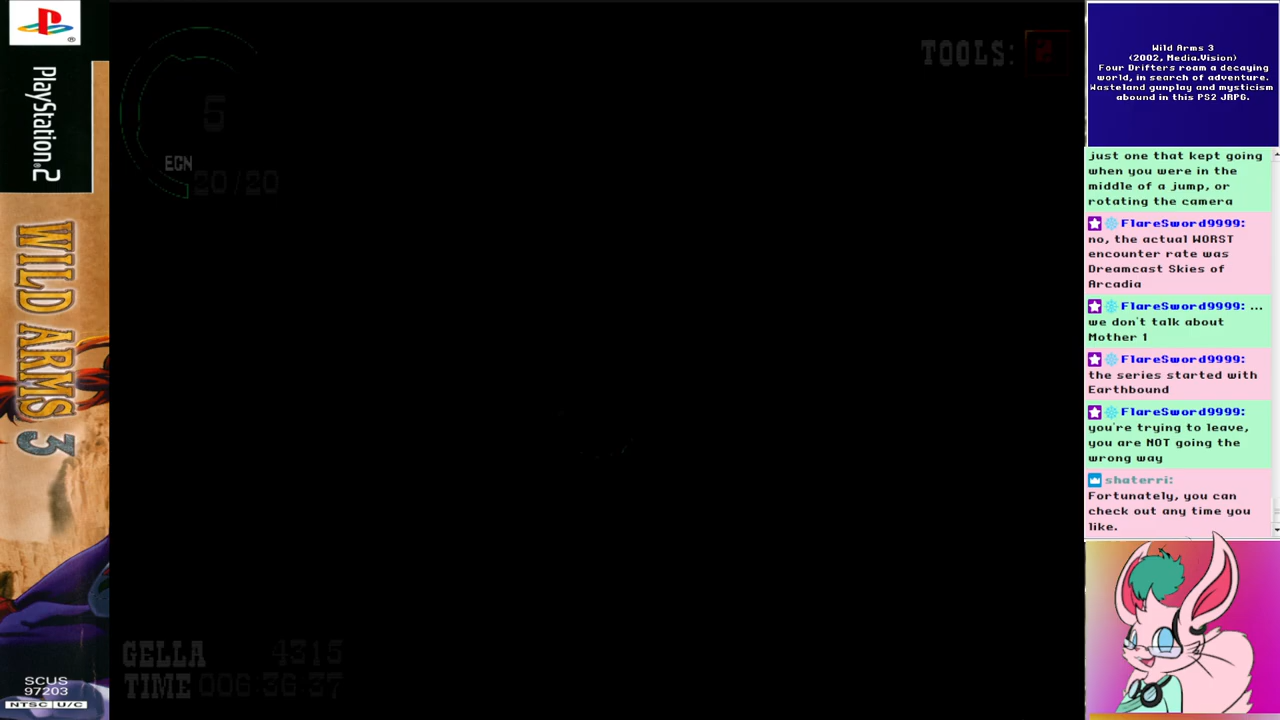 PlayStation®2
WILD ARMS 3
SCUS
97203
NTSC U/C
5
ECN
20/20
TOOLS:
GELLA 4315
TIME 006:36:37
Wild Arms 3
(2002, Media.Vision)
Four Drifters roam a decaying
world, in search of adventure.
Wasteland gunplay and mysticism
abound in this PS2 JRPG.
just one that kept going
when you were in the
middle of a jump, or
rotating the camera
FlareSword9999:
no, the actual WORST
encounter rate was
Dreamcast Skies of
Arcadia
FlareSword9999: ...
we don't talk about
Mother 1
FlareSword9999:
the series started with
Earthbound
FlareSword9999:
you're trying to leave,
you are NOT going the
wrong way
shaterri:
Fortunately, you can
check out any time you
like.